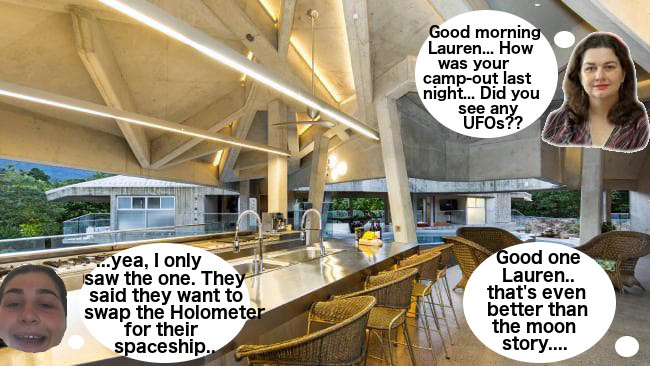 Good morning
Lauren... How
was your
camp-out last
night... Did you
see any
UFOs??
...yea, I only
saw the one. They
said they want to
swap the Holometer
for their
spaceship..
Good one
Lauren..
that's even
better than
the moon
story....